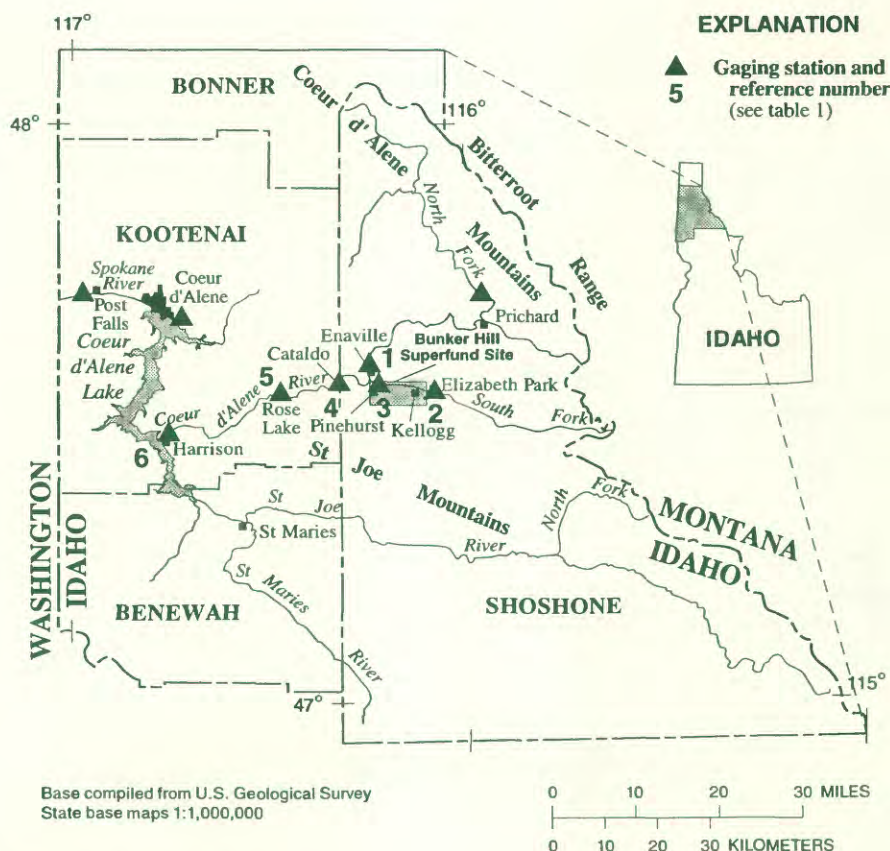 117°
EXPLANATION
BONNER
Gaging station and
5 reference number
(see table 1)
48°
116°
Coeur
d' Alene
Mountains
Bitterroot
Range
North
Fork
KOOTENAI
Spokane
River
Coeur
d'Alene
Post
Falls
Coeur
d'Alene
Lake
Prichard
IDAHO
Enaville
1
Bunker Hill
Superfund Site
Cataldo
5
River
Elizabeth Park
d'Alene
Rose
Lake
4
3
2
Pinehurst
Kellogg
South
Fork
Coeur
Harrison
6
St
Joe
Mountains
St
Joe
River
North
Fork
WASHINGTON
IDAHO
MONTANA
IDAHO
St Maries
St
Maries
River
BENEWAH
SHOSHONE
47°
115°
Base compiled from U.S. Geological Survey
State base maps 1:1,000,000
0 10 20 30 MILES
0 10 20 30 KILOMETERS